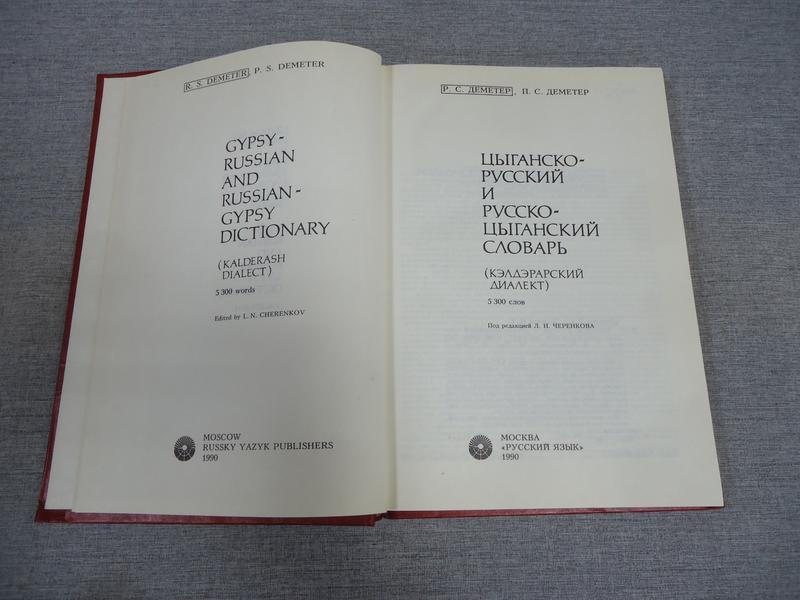 R. S. DEMETER, P. S. DEMETER
GYPSY-
RUSSIAN
AND
RUSSIAN-
GYPSY
DICTIONARY
(KALDERASH
DIALECT)
5 300 words
Edited by L. N. CHERENKOV
MOSCOW
RUSSKY YAZYK PUBLISHERS
1990
Р. С. ДЕМЕТЕР, П. С. ДЕМЕТЕР
ЦЫГАНСКО-
РУССКИЙ
И
РУССКО-
ЦЫГАНСКИЙ
СЛОВАРЬ
(КЭЛДЭРАРСКИЙ
ДИАЛЕКТ)
5 300 слов
Под редакцией Л. Н. ЧЕРЕНКОВА
МОСКВА
«РУССКИЙ ЯЗЫК»
1990